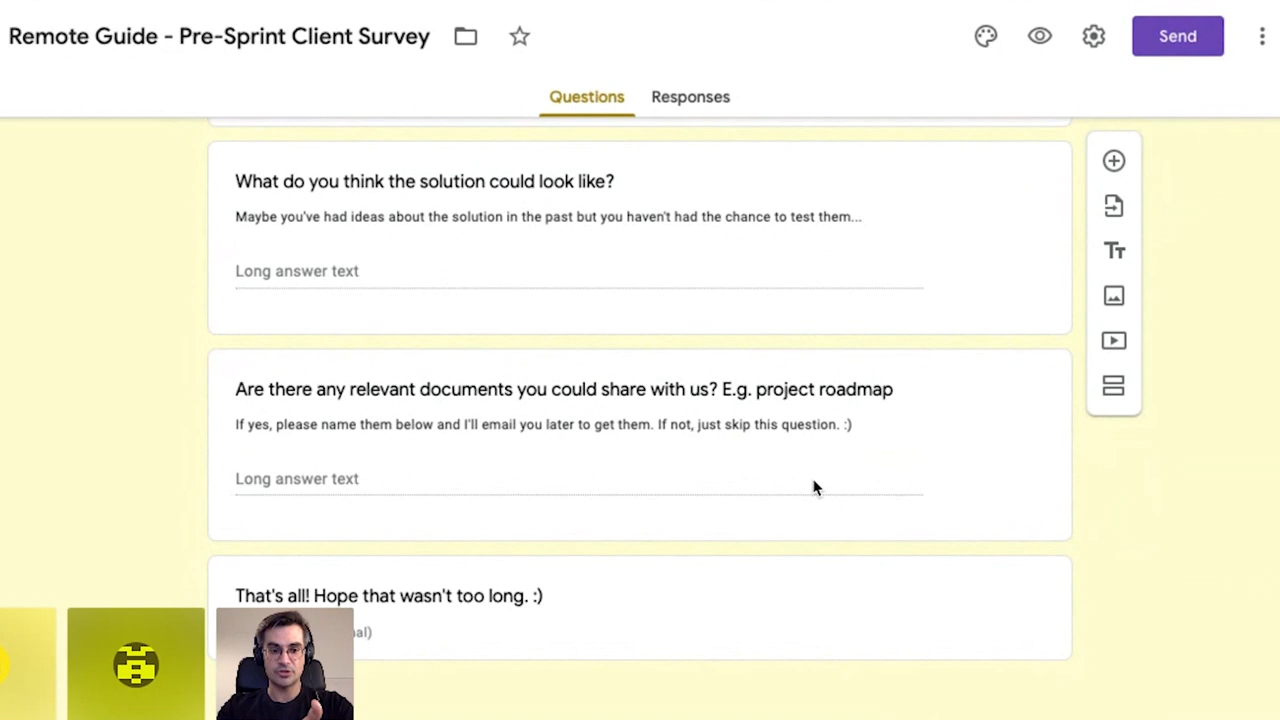 Remote Guide - Pre-Sprint Client Survey
Send
Questions
Responses
What do you think the solution could look like?
Maybe you've had ideas about the solution in the past but you haven't had the chance to test them...
Long answer text
Are there any relevant documents you could share with us? E.g. project roadmap
If yes, please name them below and I'll email you later to get them. If not, just skip this question. :)
Long answer text
That's all! Hope that wasn't too long. :)